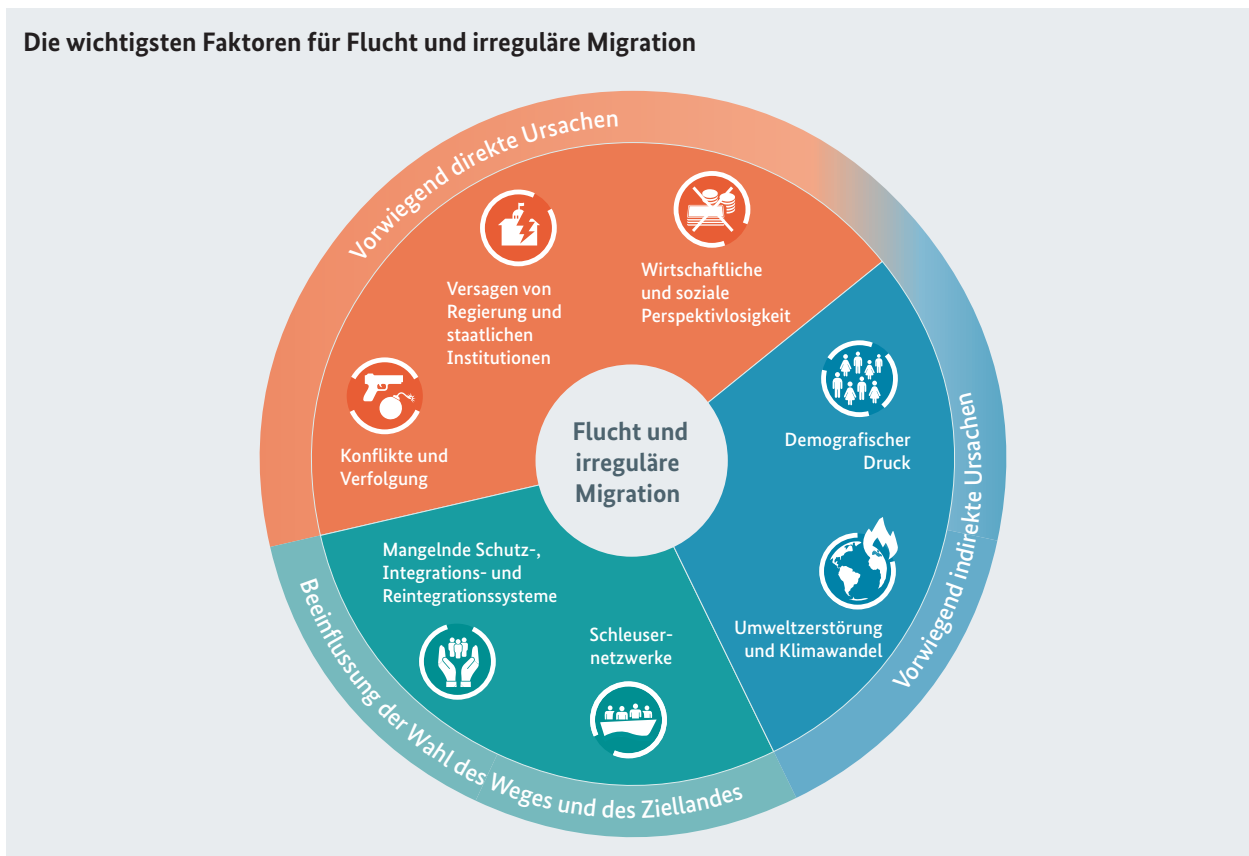 Die wichtigsten Faktoren für Flucht und irreguläre Migration
Vorwiegend direkte Ursachen
Versagen von
Regierung und
staatlichen
Institutionen
Wirtschaftliche
und soziale
Perspektivlosigkeit
Konflikte und
Verfolgung
Flucht und
irreguläre
Migration
Demografischer
Druck
Umweltzerstörung
und Klimawandel
Vorwiegend indirekte Ursachen
Mangelnde Schutz-,
Integrations- und
Reintegrationssysteme
Schleuser-
netzwerke
Beeinflussung der Wahl des Weges und des Ziellandes